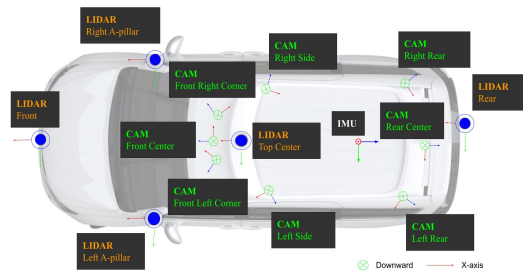 LIDAR
Right A-pillar
CAM
Front Right Corner
CAM
Right Side
CAM
Right Rear
LIDAR
Rear
LIDAR
Front
CAM
Front Center
LIDAR
Top Center
IMU
CAM
Rear Center
LIDAR
Left A-pillar
CAM
Front Left Corner
CAM
Left Side
CAM
Left Rear
Downward
X-axis